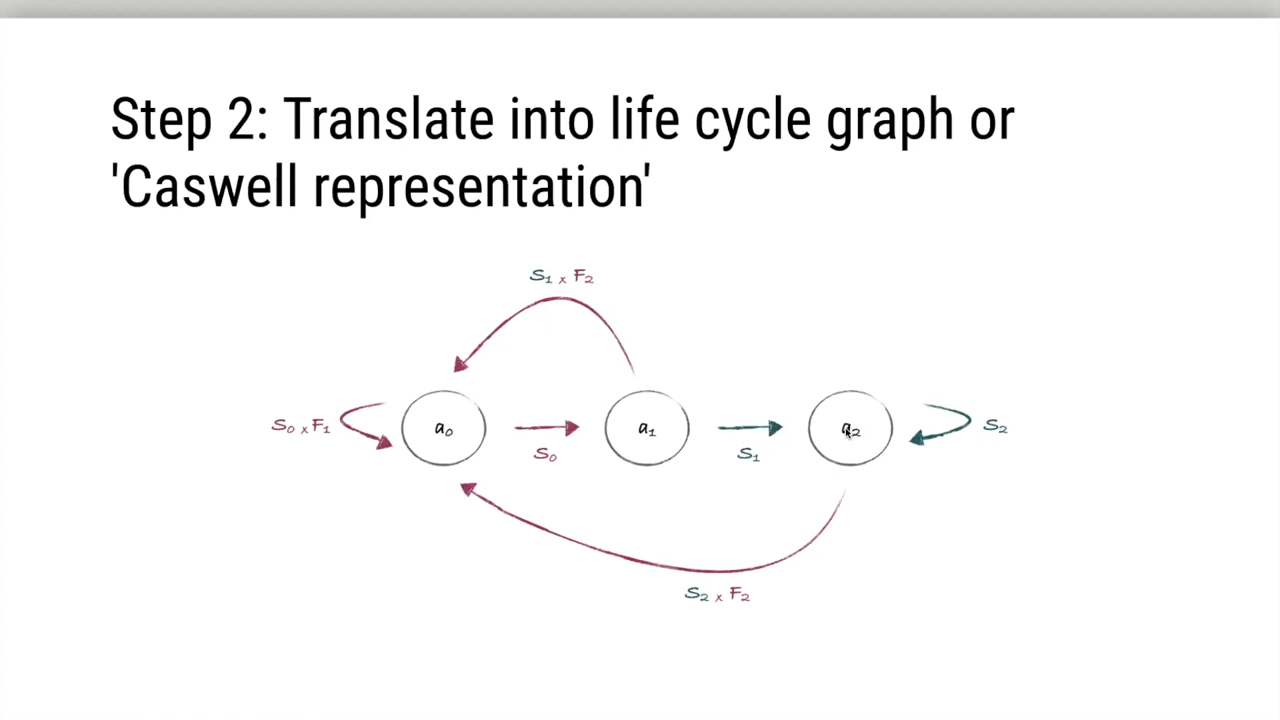 Step 2: Translate into life cycle graph or
'Caswell representation'
S₁ x F₂
S₀ x F₁
a₀
a₁
a₂
S₂
S₀
S₁
S₂ x F₂